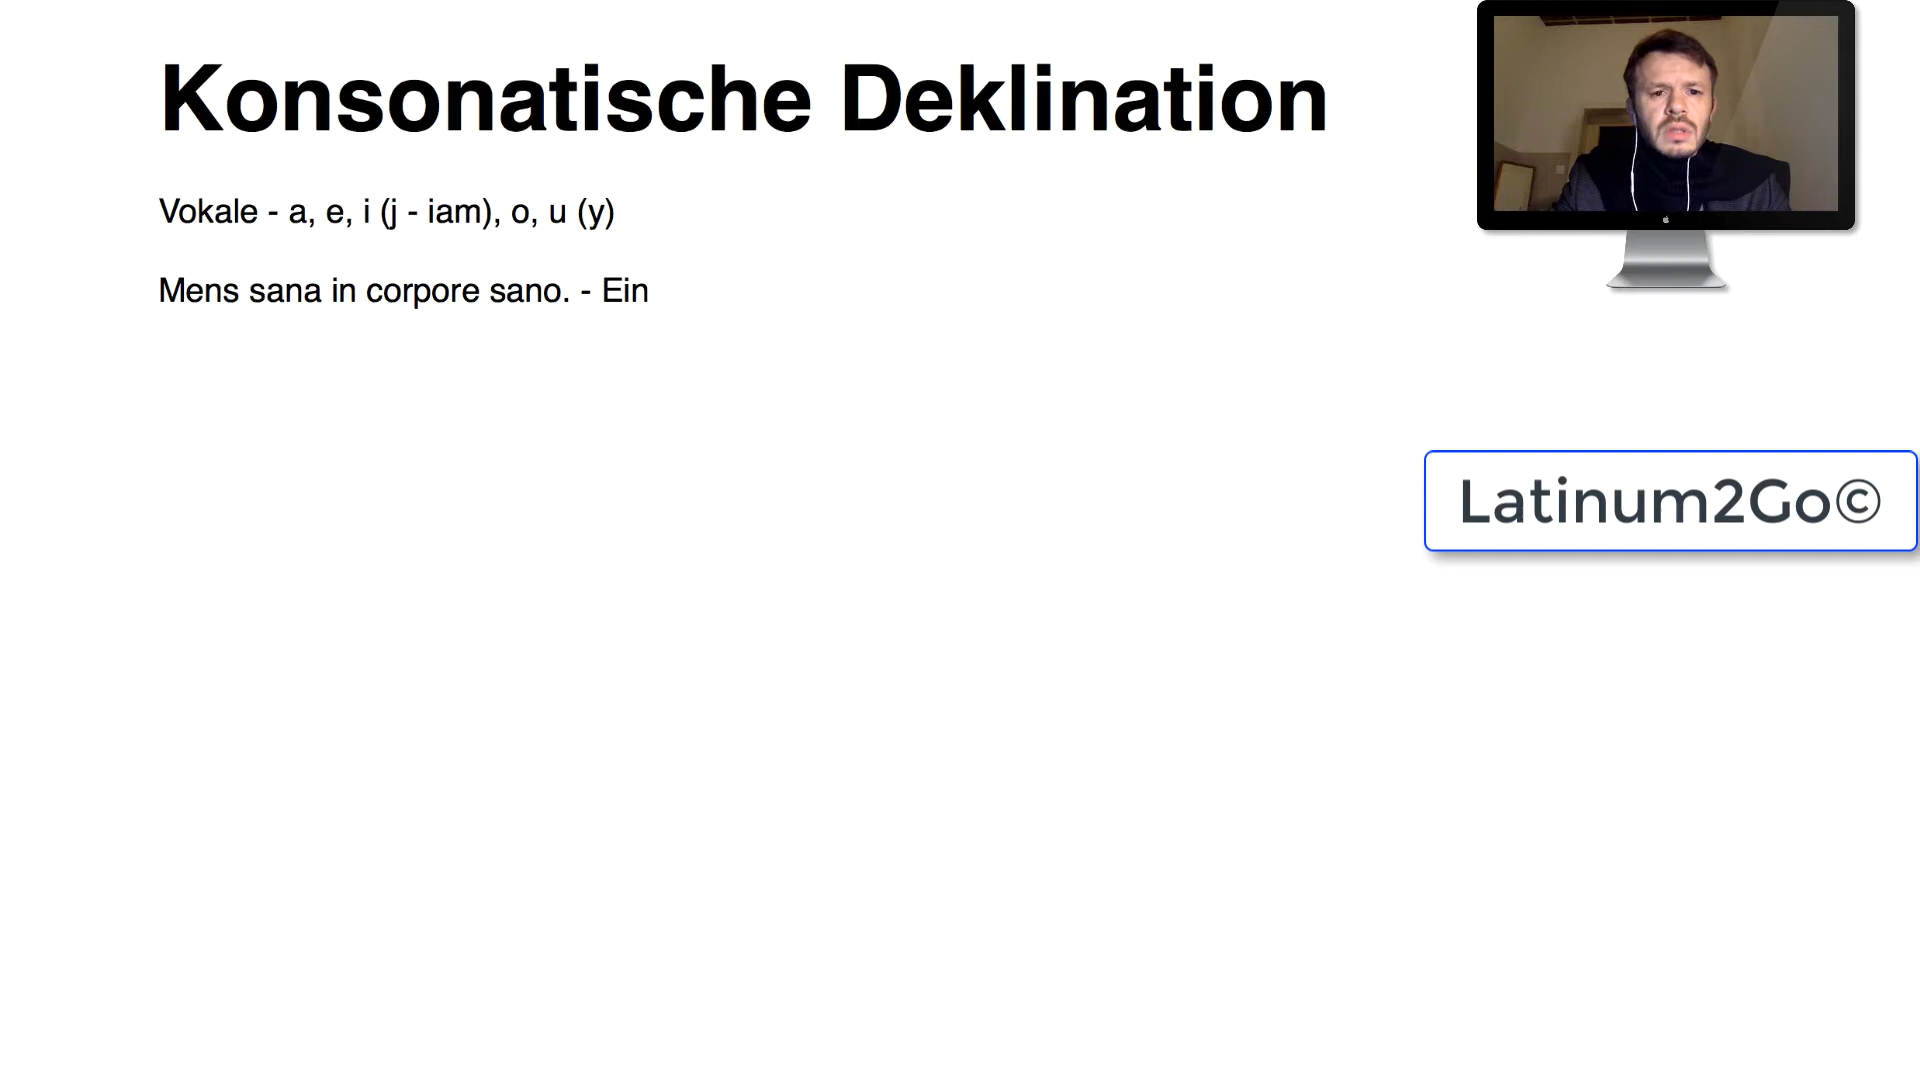 Konsonatische Deklination
Vokale - a, e, i (j - iam), o, u (y)
Mens sana in corpore sano. - Ein
Latinum2Go©